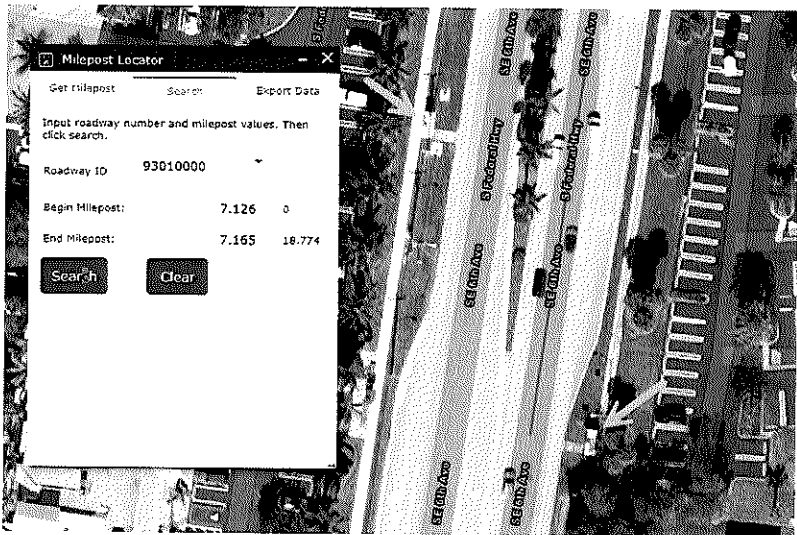 S Federal
Milepost Locator
Get Milepost Search Export Data
Input roadway number and milepost values. Then
click search.
Roadway ID 93010000
Begin Milepost: 7.126 0
End Milepost: 7.165 18.774
Search Clear
SE 6th Ave
SE 6th Ave
S Federal Hwy
S Federal Hwy
SE 6th Ave
SE 6th Ave
SE 6th Ave
SE 6th Ave